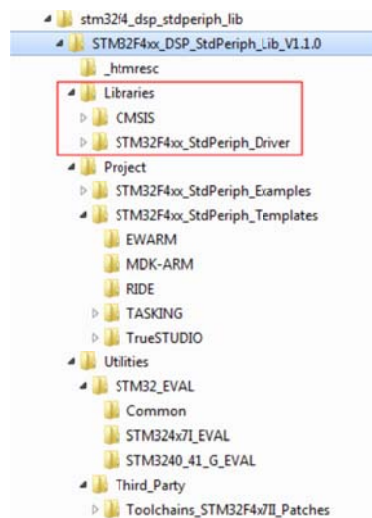 stm32f4_dsp_stdperiph_lib
STM32F4xx_DSP_StdPeriph_Lib_V1.1.0
_htmresc
Libraries
CMSIS
STM32F4xx_StdPeriph_Driver
Project
STM32F4xx_StdPeriph_Examples
STM32F4xx_StdPeriph_Templates
EWARM
MDK-ARM
RIDE
TASKING
TrueSTUDIO
Utilities
STM32_EVAL
Common
STM324x7I_EVAL
STM3240_41_G_EVAL
Third_Party
Toolchains_STM32F4x7II_Patches